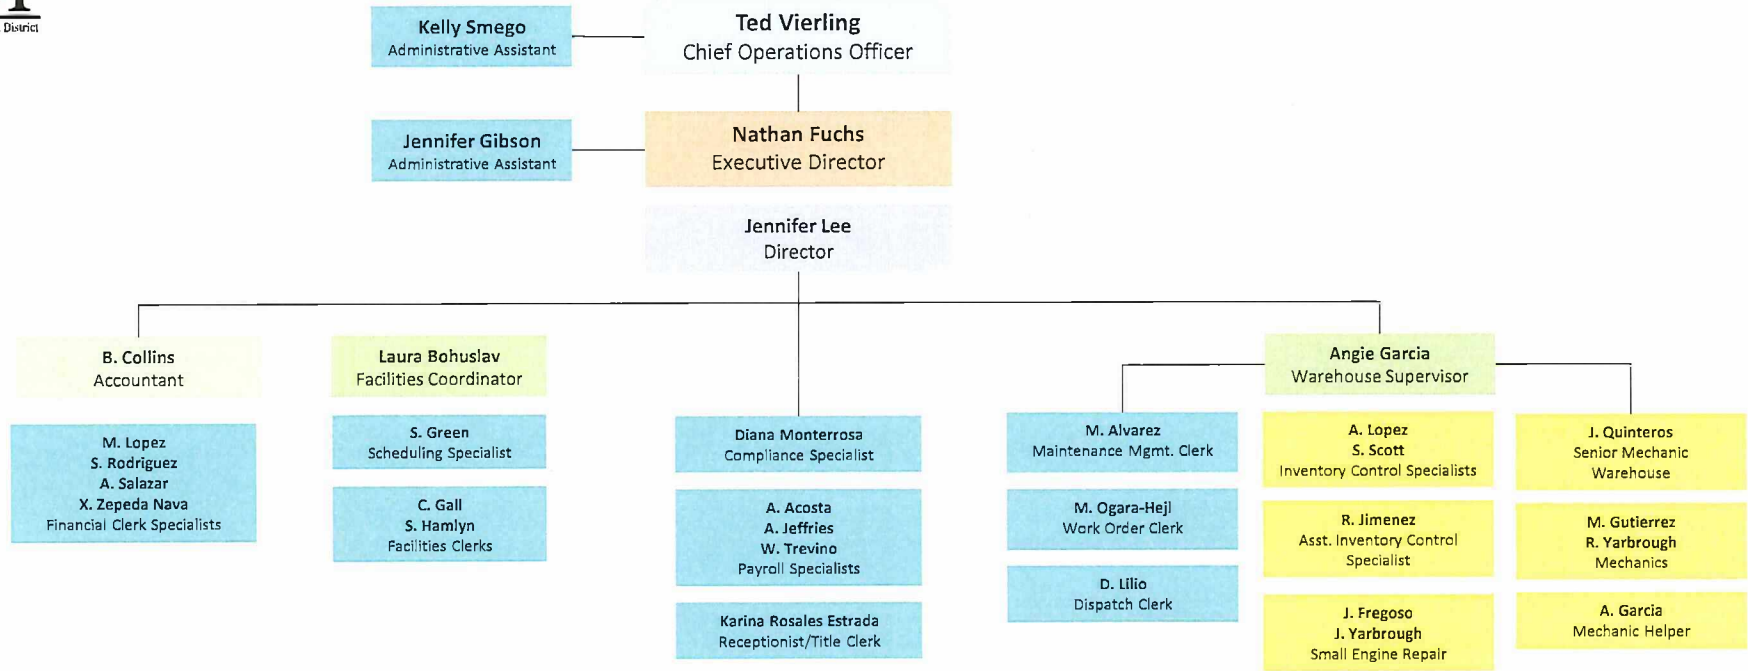 District
Kelly Smego
Administrative Assistant
Ted Vierling
Chief Operations Officer
Jennifer Gibson
Administrative Assistant
Nathan Fuchs
Executive Director
Jennifer Lee
Director
B. Collins
Accountant
M. Lopez
S. Rodriguez
A. Salazar
X. Zepeda Nava
Financial Clerk Specialists
Laura Bohuslav
Facilities Coordinator
S. Green
Scheduling Specialist
C. Gall
S. Hamlyn
Facilities Clerks
Diana Monterrosa
Compliance Specialist
A. Acosta
A. Jeffries
W. Trevino
Payroll Specialists
Karina Rosales Estrada
Receptionist/Title Clerk
Angie Garcia
Warehouse Supervisor
M. Alvarez
Maintenance Mgmt. Clerk
M. Ogara-Hejl
Work Order Clerk
D. Lilio
Dispatch Clerk
A. Lopez
S. Scott
Inventory Control Specialists
R. Jimenez
Asst. Inventory Control
Specialist
J. Fregoso
J. Yarbrough
Small Engine Repair
J. Quinteros
Senior Mechanic
Warehouse
M. Gutierrez
R. Yarbrough
Mechanics
A. Garcia
Mechanic Helper